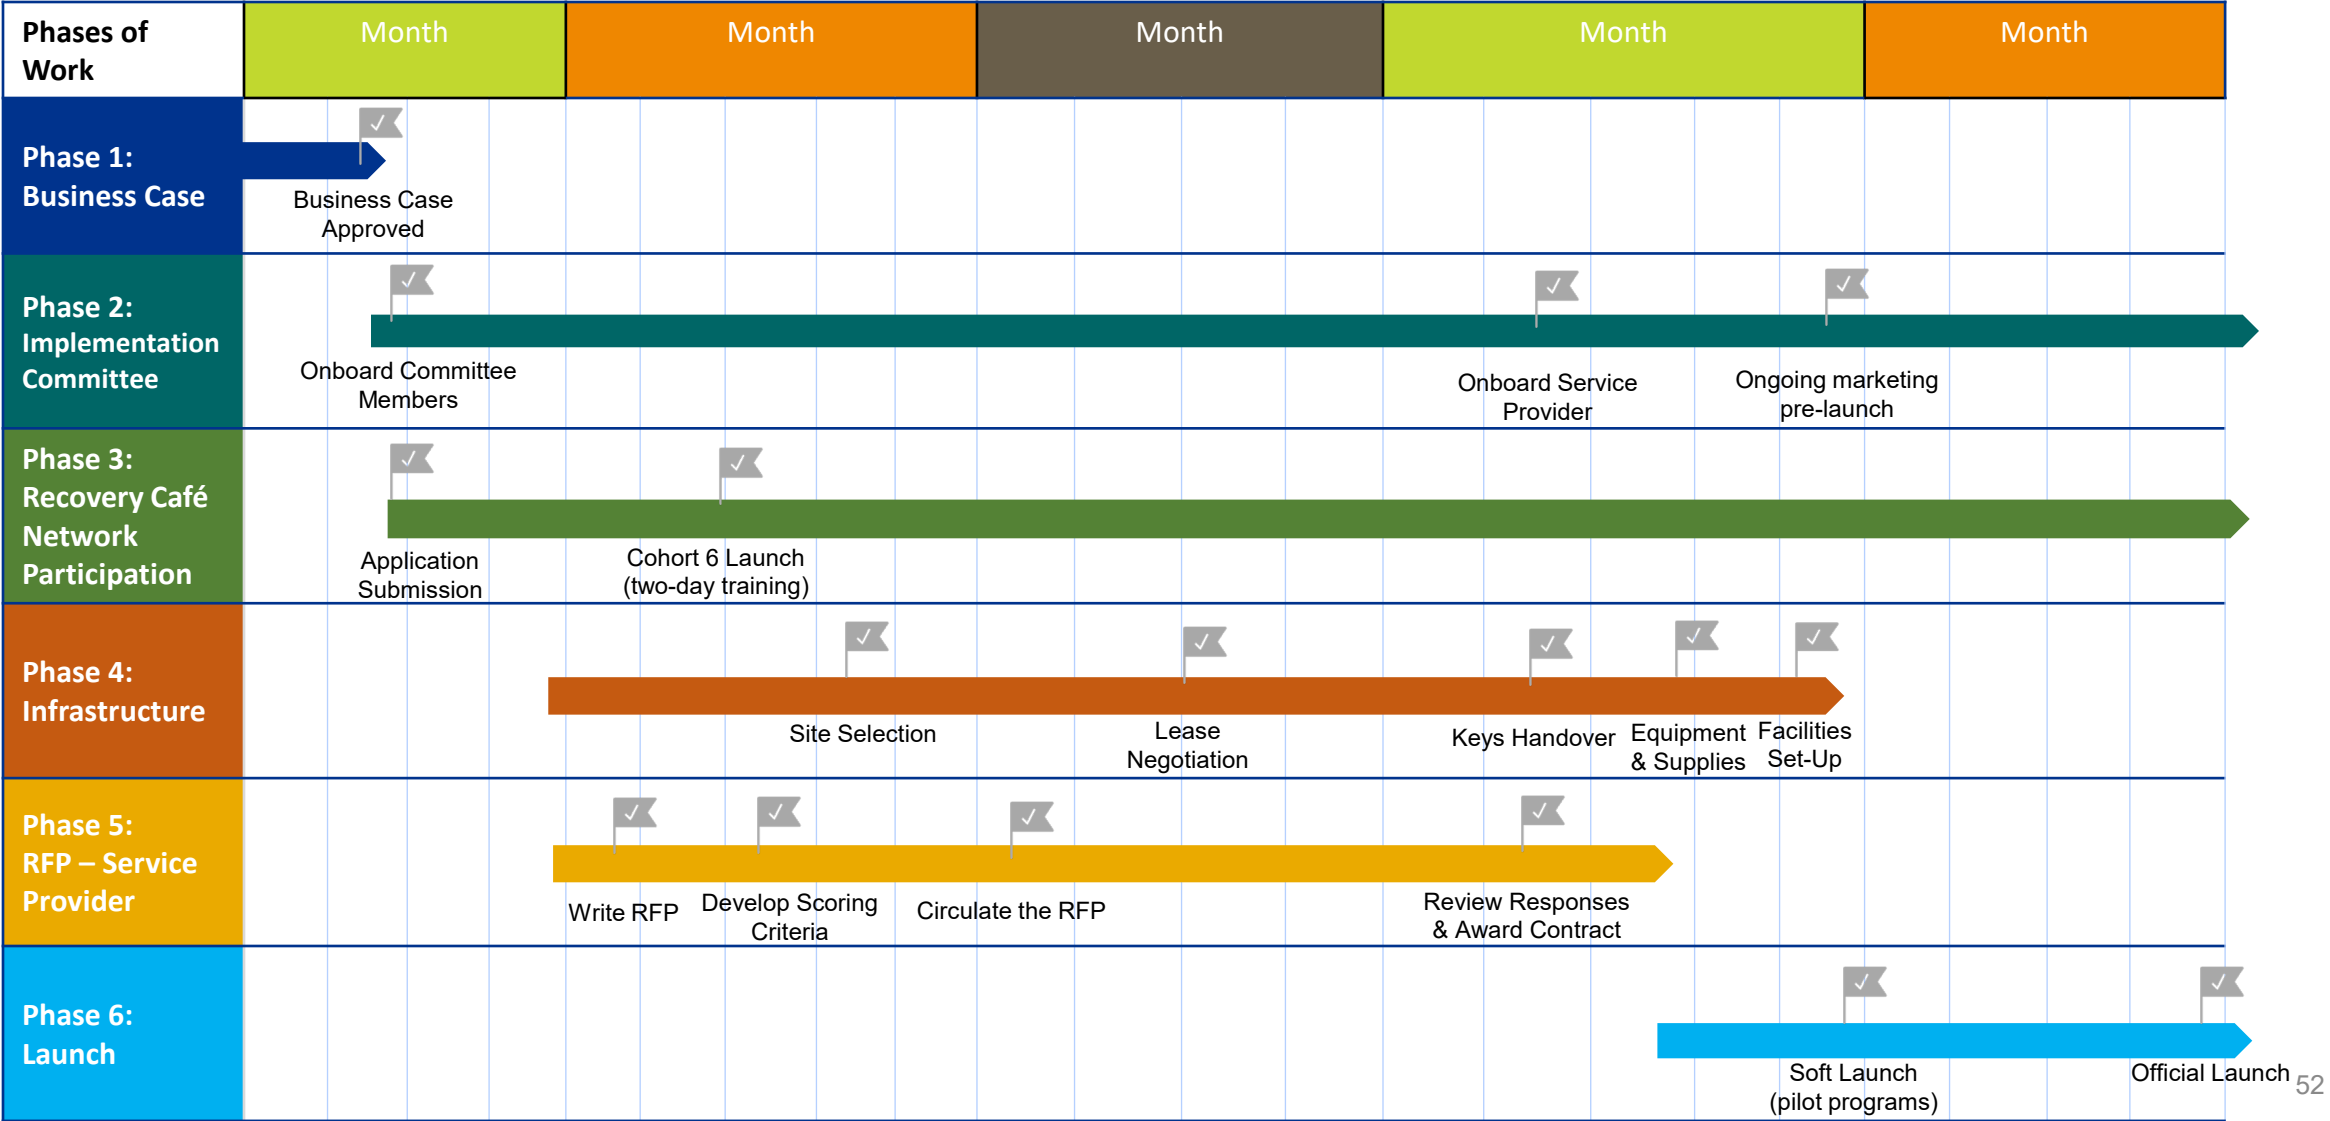 Phases of
Work
Month
Month
Month
Month
Month
Phase 1:
Business Case
Business Case
Approved
Phase 2:
Implementation
Committee
Onboard Committee
Members
Onboard Service
Provider
Ongoing marketing
pre-launch
Phase 3:
Recovery Café
Network
Participation
Application
Submission
Cohort 6 Launch
(two-day training)
Phase 4:
Infrastructure
Site Selection
Lease
Negotiation
Keys Handover
Equipment
& Supplies
Facilities
Set-Up
Phase 5:
RFP – Service
Provider
Write RFP
Develop Scoring
Criteria
Circulate the RFP
Review Responses
& Award Contract
Phase 6:
Launch
Soft Launch
(pilot programs)
Official Launch
52